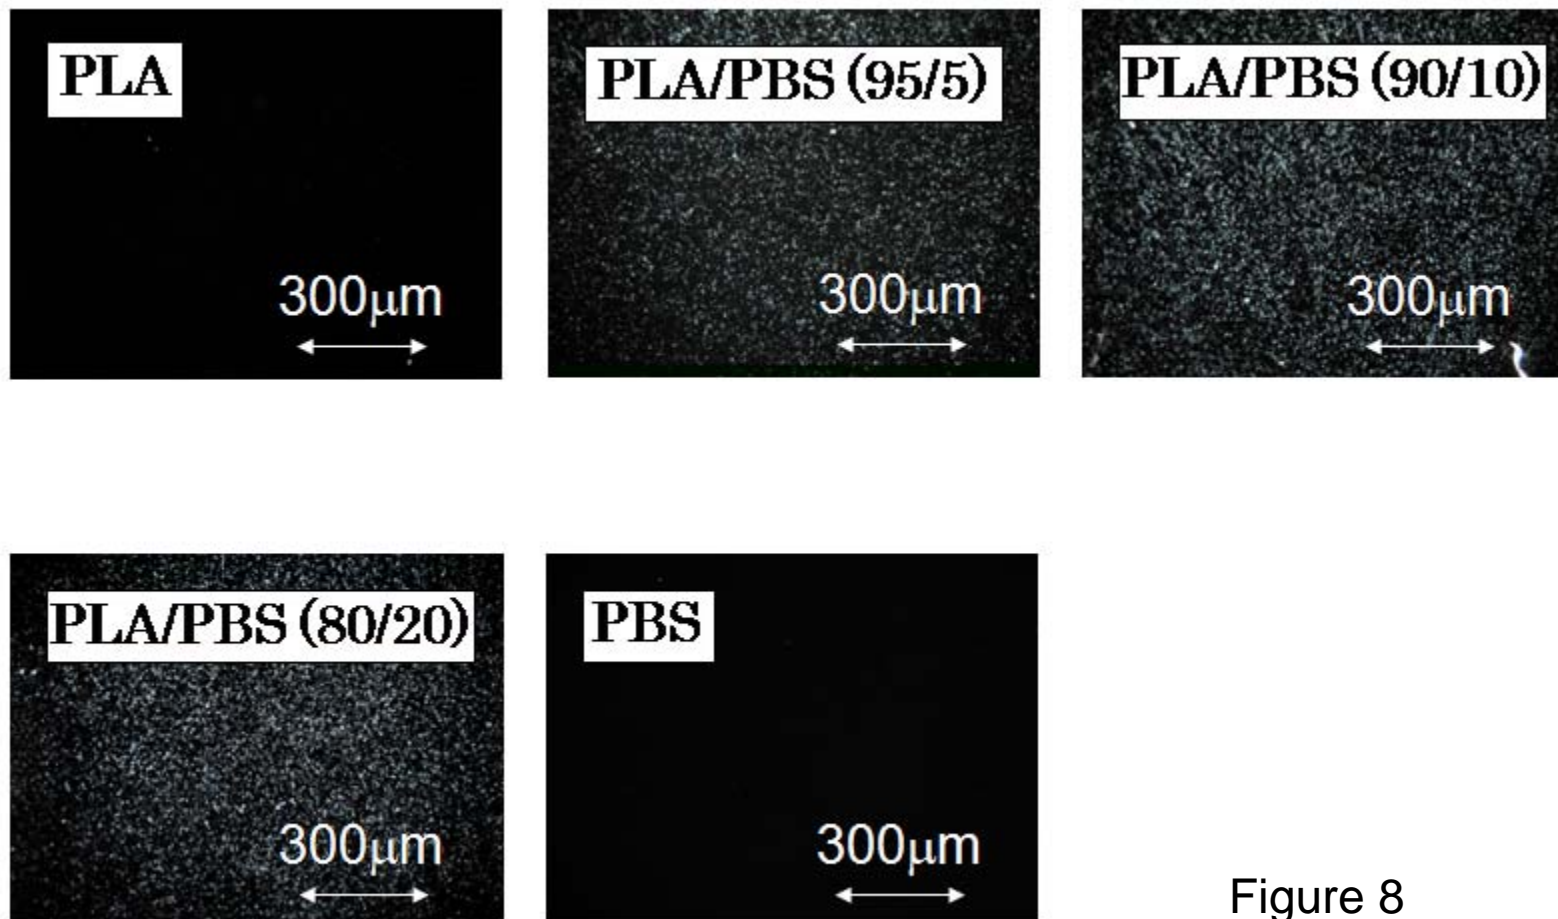 PLA
300μm
PLA/PBS (95/5)
300μm
PLA/PBS (90/10)
300μm
PLA/PBS (80/20)
300μm
PBS
300μm
Figure 8